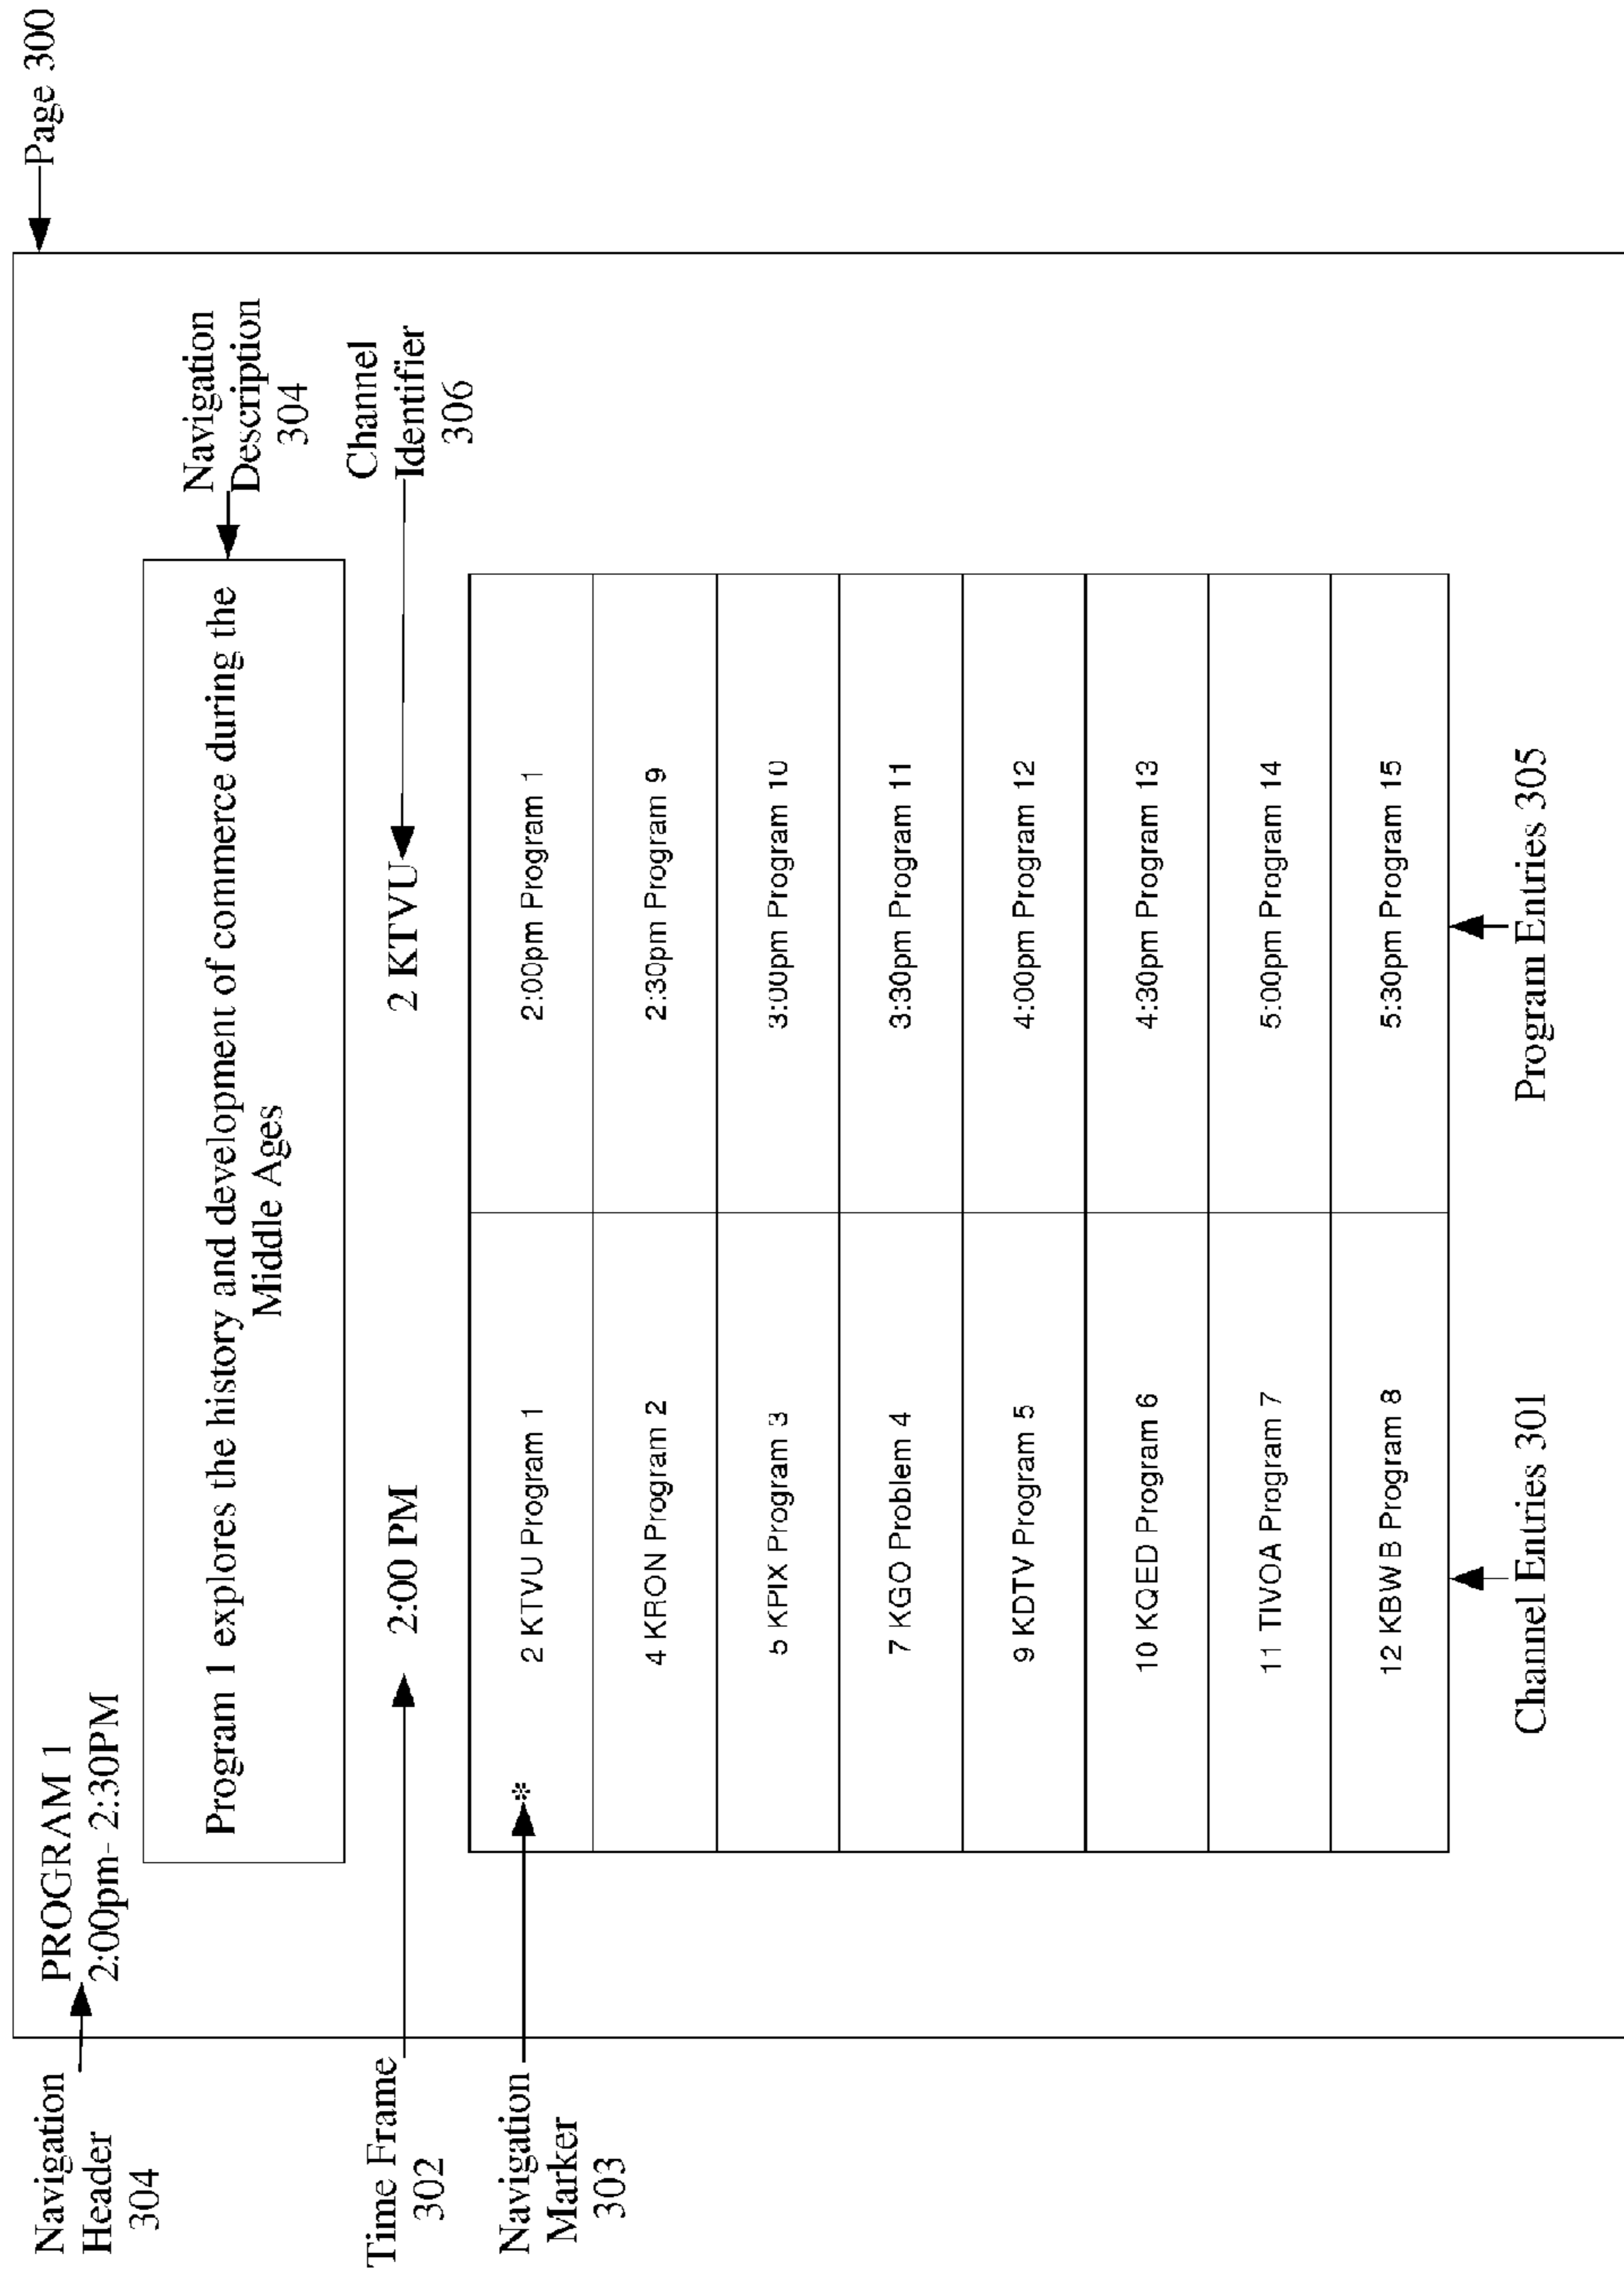 Page 300
Navigation
Header
304
PROGRAM 1
2:00pm- 2:30PM
Program 1 explores the history and development of commerce during the
Middle Ages
Navigation
Description
304
Time Frame
302
2:00 PM
2 KTVU
Channel
Identifier
306
Navigation
Marker
303
* 2 KTVU Program 1
2:00pm Program 1
4 KRON Program 2
2:30pm Program 9
5 KPIX Program 3
3:00pm Program 10
7 KGO Problem 4
3:30pm Program 11
9 KDTV Program 5
4:00pm Program 12
10 KQED Program 6
4:30pm Program 13
11 TIVOA Program 7
5:00pm Program 14
12 KBWB Program 8
5:30pm Program 15
Channel Entries 301
Program Entries 305